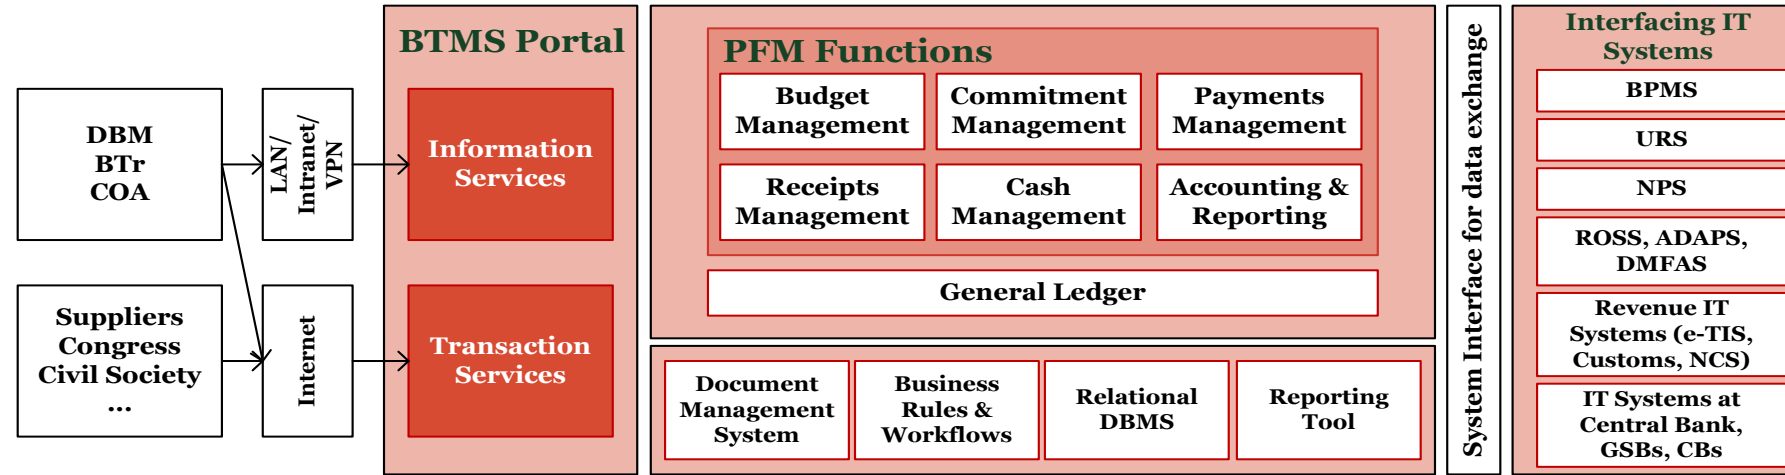 DBM
BTr
COA
Suppliers
Congress
Civil Society
...
LAN/
Intranet/
VPN
Internet
BTMS Portal
Information
Services
Transaction
Services
PFM Functions
Budget
Management
Commitment
Management
Payments
Management
Receipts
Management
Cash
Management
Accounting &
Reporting
General Ledger
Document
Management
System
Business
Rules &
Workflows
Relational
DBMS
Reporting
Tool
System Interface for data exchange
Interfacing IT
Systems
BPMS
URS
NPS
ROSS, ADAPS,
DMFAS
Revenue IT
Systems (e-TIS,
Customs, NCS)
IT Systems at
Central Bank,
GSBs, CBs